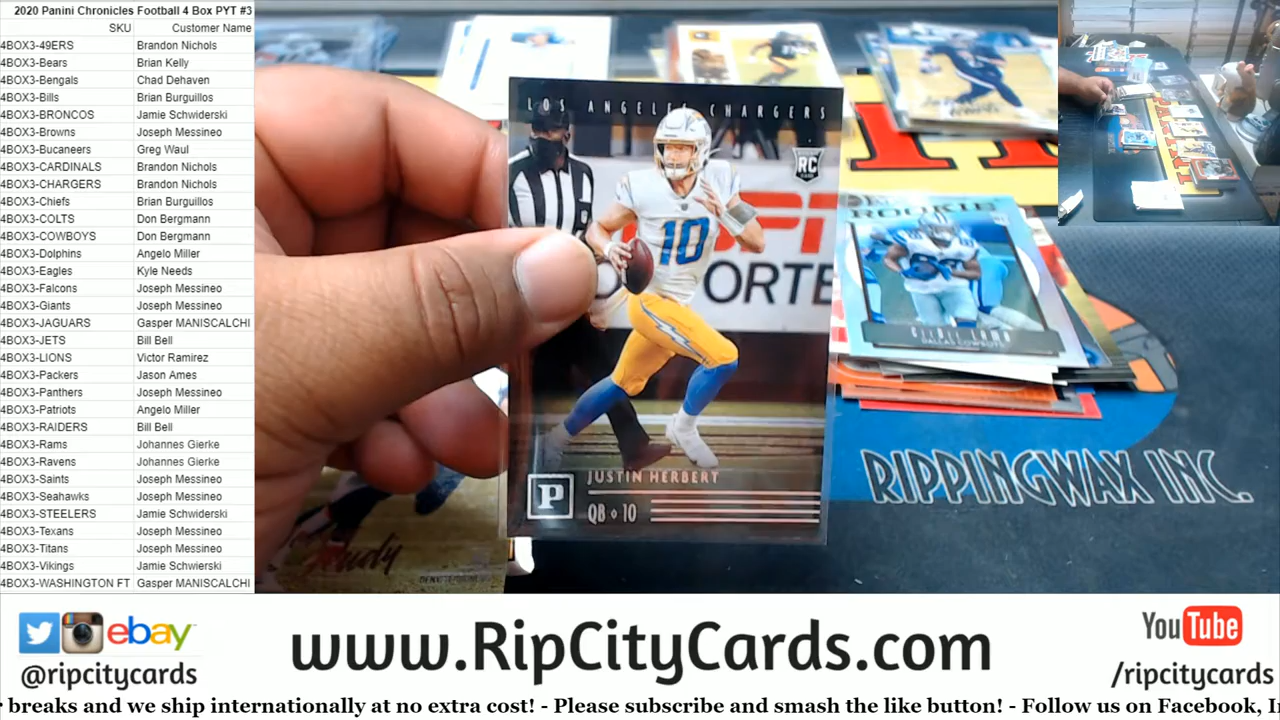 2020 Panini Chronicles Football 4 Box PYT #3
SKU Customer Name
4BOX3-49ERS Brandon Nichols
4BOX3-Bears Brian Kelly
4BOX3-Bengals Chad Dehaven
4BOX3-Bills Brian Burguillos
4BOX3-BRONCOS Jamie Schwiderski
4BOX3-Browns Joseph Messineo
4BOX3-Bucaneers Greg Waul
4BOX3-CARDINALS Brandon Nichols
4BOX3-CHARGERS Brandon Nichols
4BOX3-Chiefs Brian Burguillos
4BOX3-COLTS Don Bergmann
4BOX3-COWBOYS Don Bergmann
4BOX3-Dolphins Angelo Miller
4BOX3-Eagles Kyle Needs
4BOX3-Falcons Joseph Messineo
4BOX3-Giants Joseph Messineo
4BOX3-JAGUARS Gasper MANISCALCHI
4BOX3-JETS Bill Bell
4BOX3-LIONS Victor Ramirez
4BOX3-Packers Jason Ames
4BOX3-Panthers Joseph Messineo
4BOX3-Patriots Angelo Miller
4BOX3-RAIDERS Bill Bell
4BOX3-Rams Johannes Gierke
4BOX3-Ravens Johannes Gierke
4BOX3-Saints Joseph Messineo
4BOX3-Seahawks Joseph Messineo
4BOX3-STEELERS Jamie Schwiderski
4BOX3-Texans Joseph Messineo
4BOX3-Titans Joseph Messineo
4BOX3-Vikings Jamie Schwierski
4BOX3-WASHINGTON FT Gasper MANISCALCHI
LOS ANGELES CHARGERS
RC
10
ORTE
P
JUSTIN HERBERT
QB 10
ROOKIE
CeeDee Lamb
DALLAS COWBOYS
PANINI
RIPPINGWAX INC.
ebay
@ripcitycards
www.RipCityCards.com
YouTube
/ripcitycards
r breaks and we ship internationally at no extra cost! - Please subscribe and smash the like button! - Follow us on Facebook, I